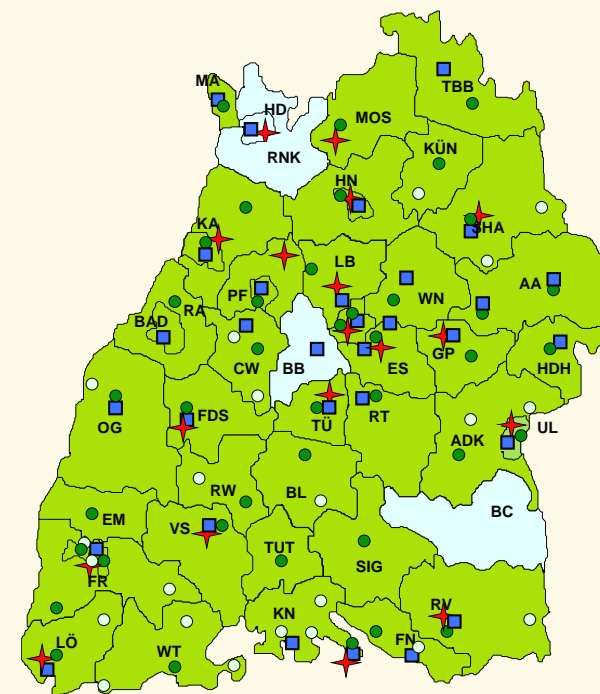 MA
TBB
HD
MOS
KÜN
RNK
HN
KA
SHA
LB
AA
PF
WN
RA
BAD
GP
CW
BB
ES
HDH
FDS
TÜ
RT
OG
UL
ADK
RW
BL
BC
EM
VS
TUT
SIG
FR
KN
RV
LÖ
WT
FN